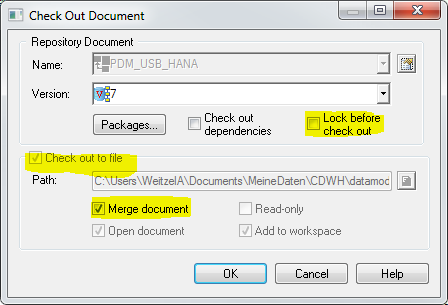 Check Out Document
Repository Document
Name:
PDM_USB_HANA
Version:
7
Packages...
Check out
dependencies
Lock before
check out
Check out to file
Path:
C:\Users\WeitzelA\Documents\MeineDaten\CDWH\datamod
Merge document
Read-only
Open document
Add to workspace
OK
Cancel
Help